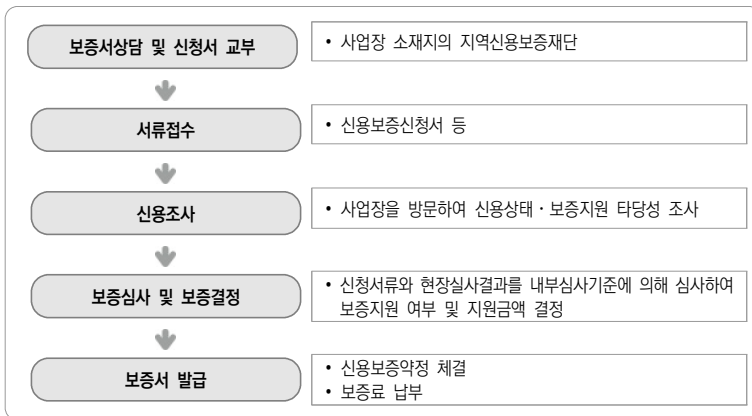 보증서상담 및 신청서 교부
• 사업장 소재지의 지역신용보증재단
서류접수
• 신용보증신청서 등
신용조사
• 사업장을 방문하여 신용상태·보증지원 타당성 조사
보증심사 및 보증결정
• 신청서류와 현장실사결과를 내부심사기준에 의해 심사하여
보증지원 여부 및 지원금액 결정
보증서 발급
• 신용보증약정 체결
• 보증료 납부